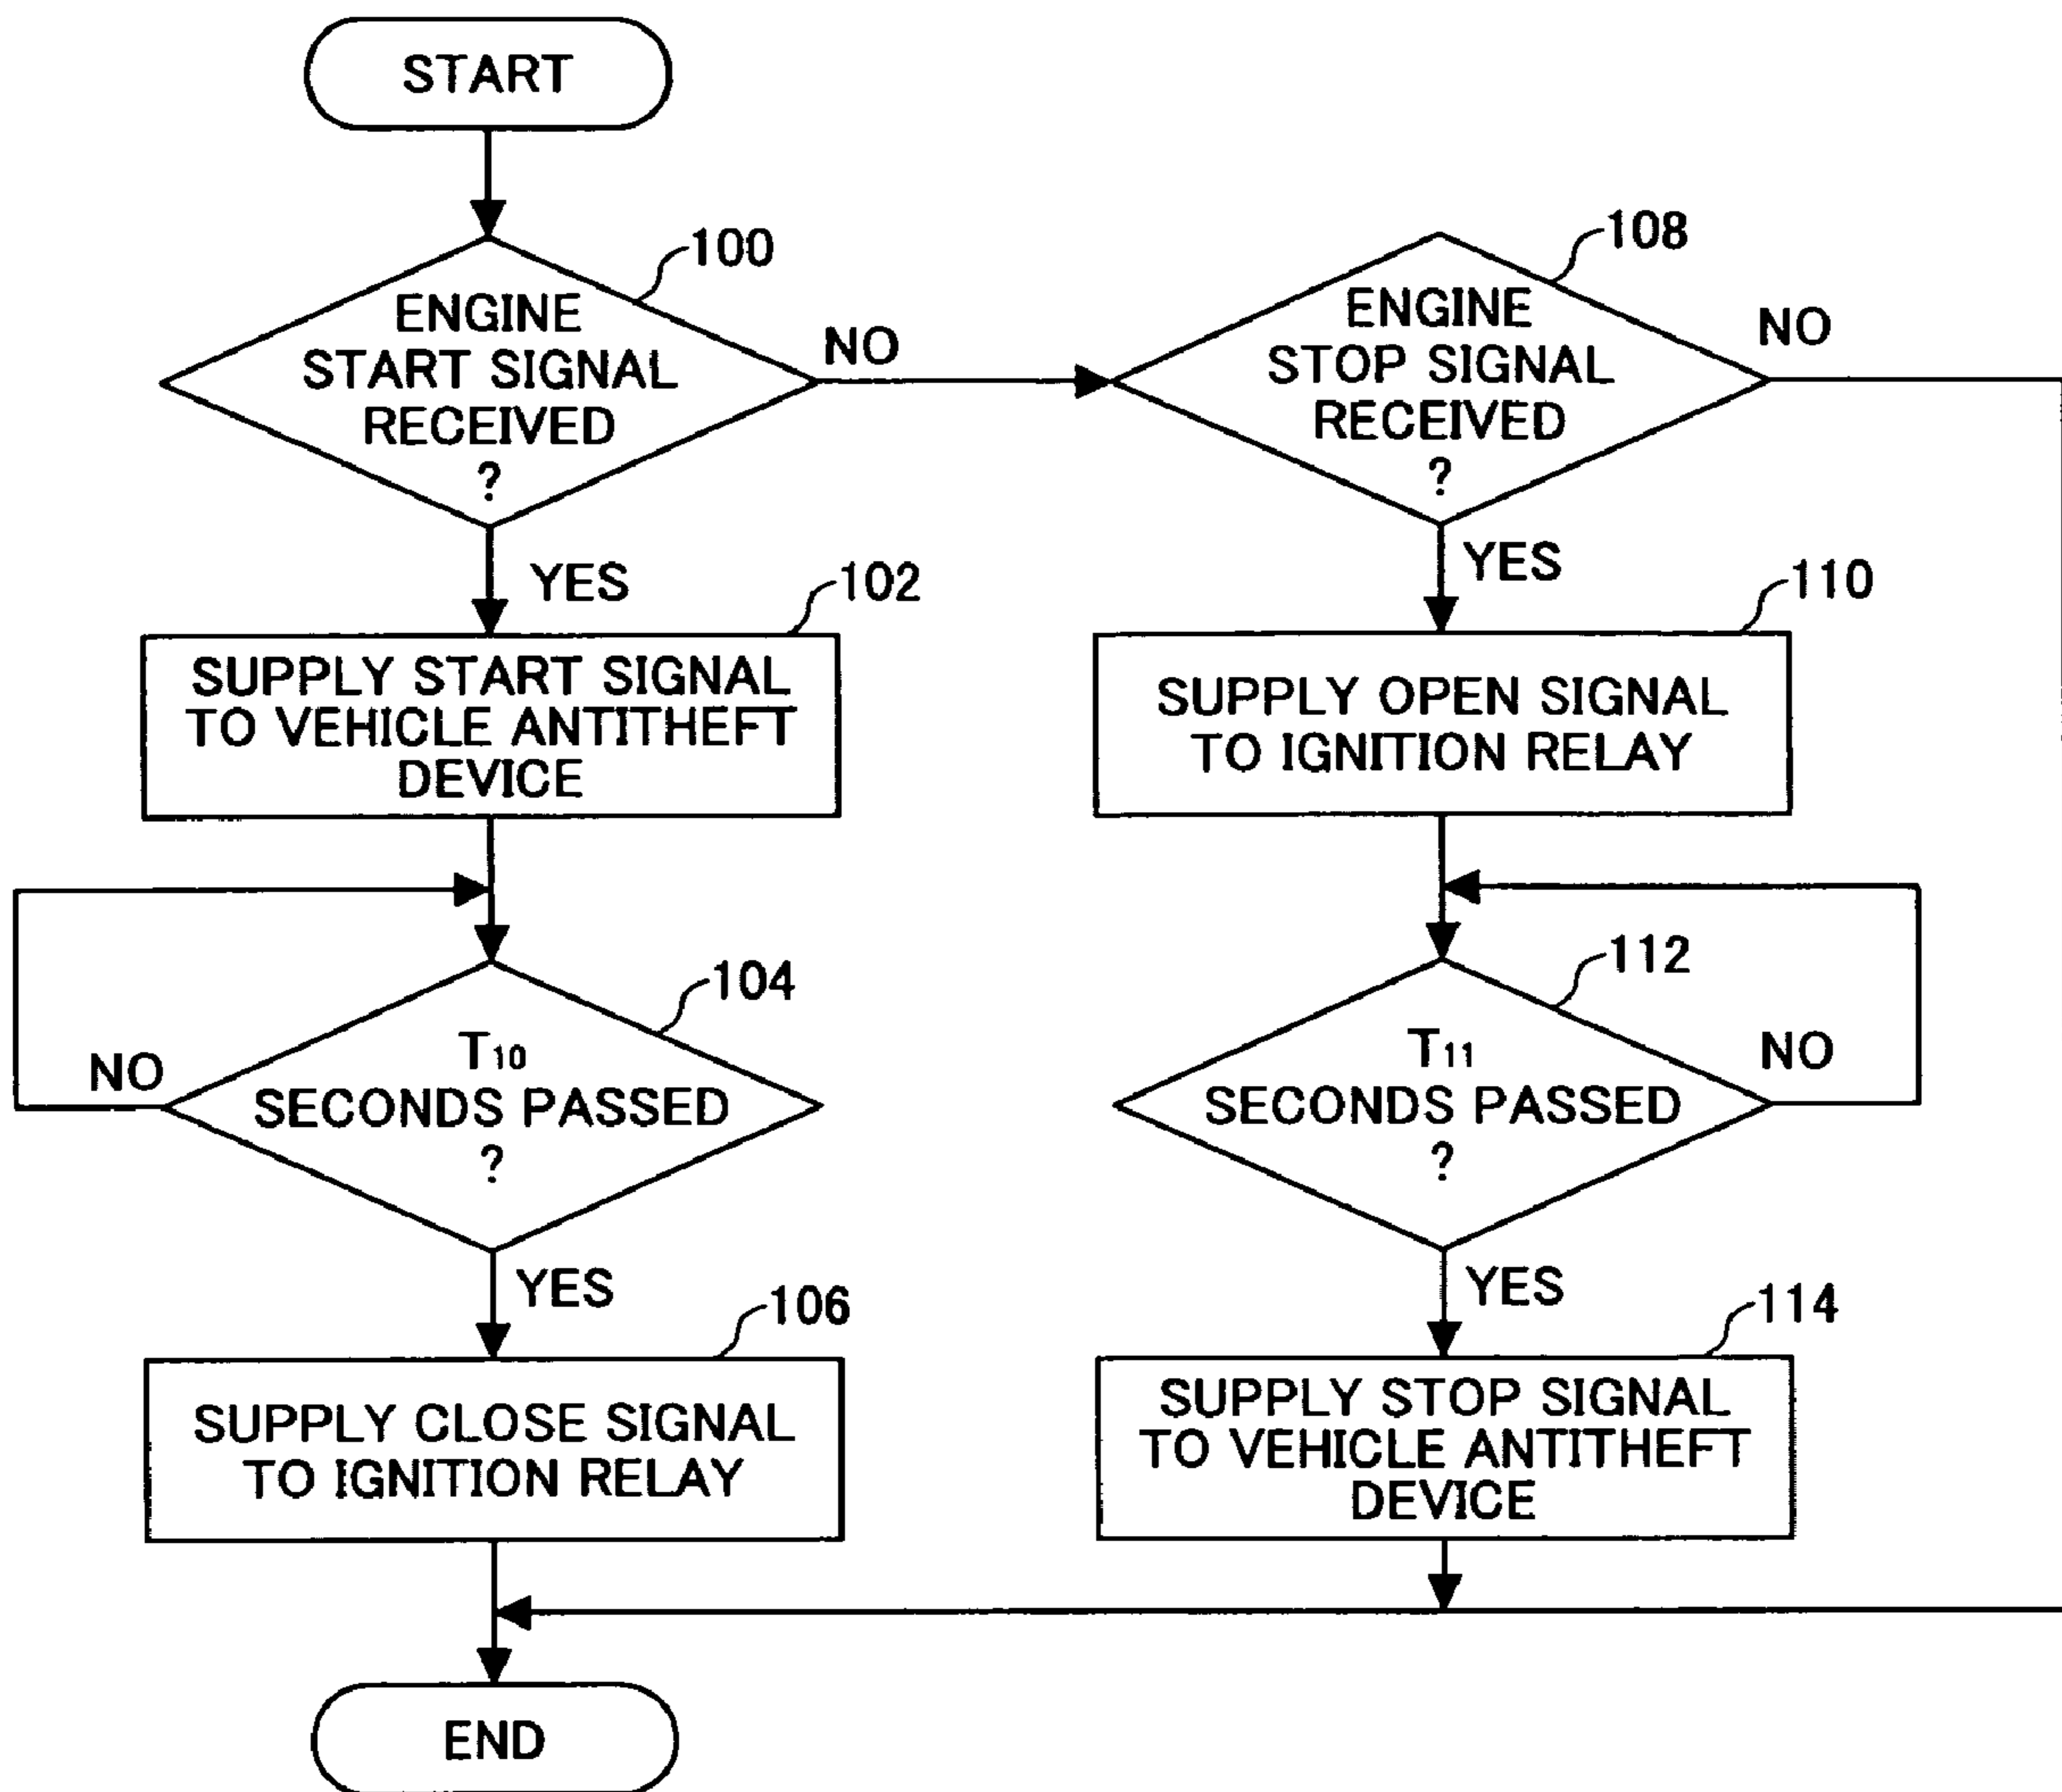 START
100
ENGINE
START SIGNAL
RECEIVED
?
NO
YES
102
SUPPLY START SIGNAL
TO VEHICLE ANTITHEFT
DEVICE
104
T₁₀
SECONDS PASSED
?
NO
YES
106
SUPPLY CLOSE SIGNAL
TO IGNITION RELAY
108
ENGINE
STOP SIGNAL
RECEIVED
?
NO
YES
110
SUPPLY OPEN SIGNAL
TO IGNITION RELAY
112
T₁₁
SECONDS PASSED
?
NO
YES
114
SUPPLY STOP SIGNAL
TO VEHICLE ANTITHEFT
DEVICE
END